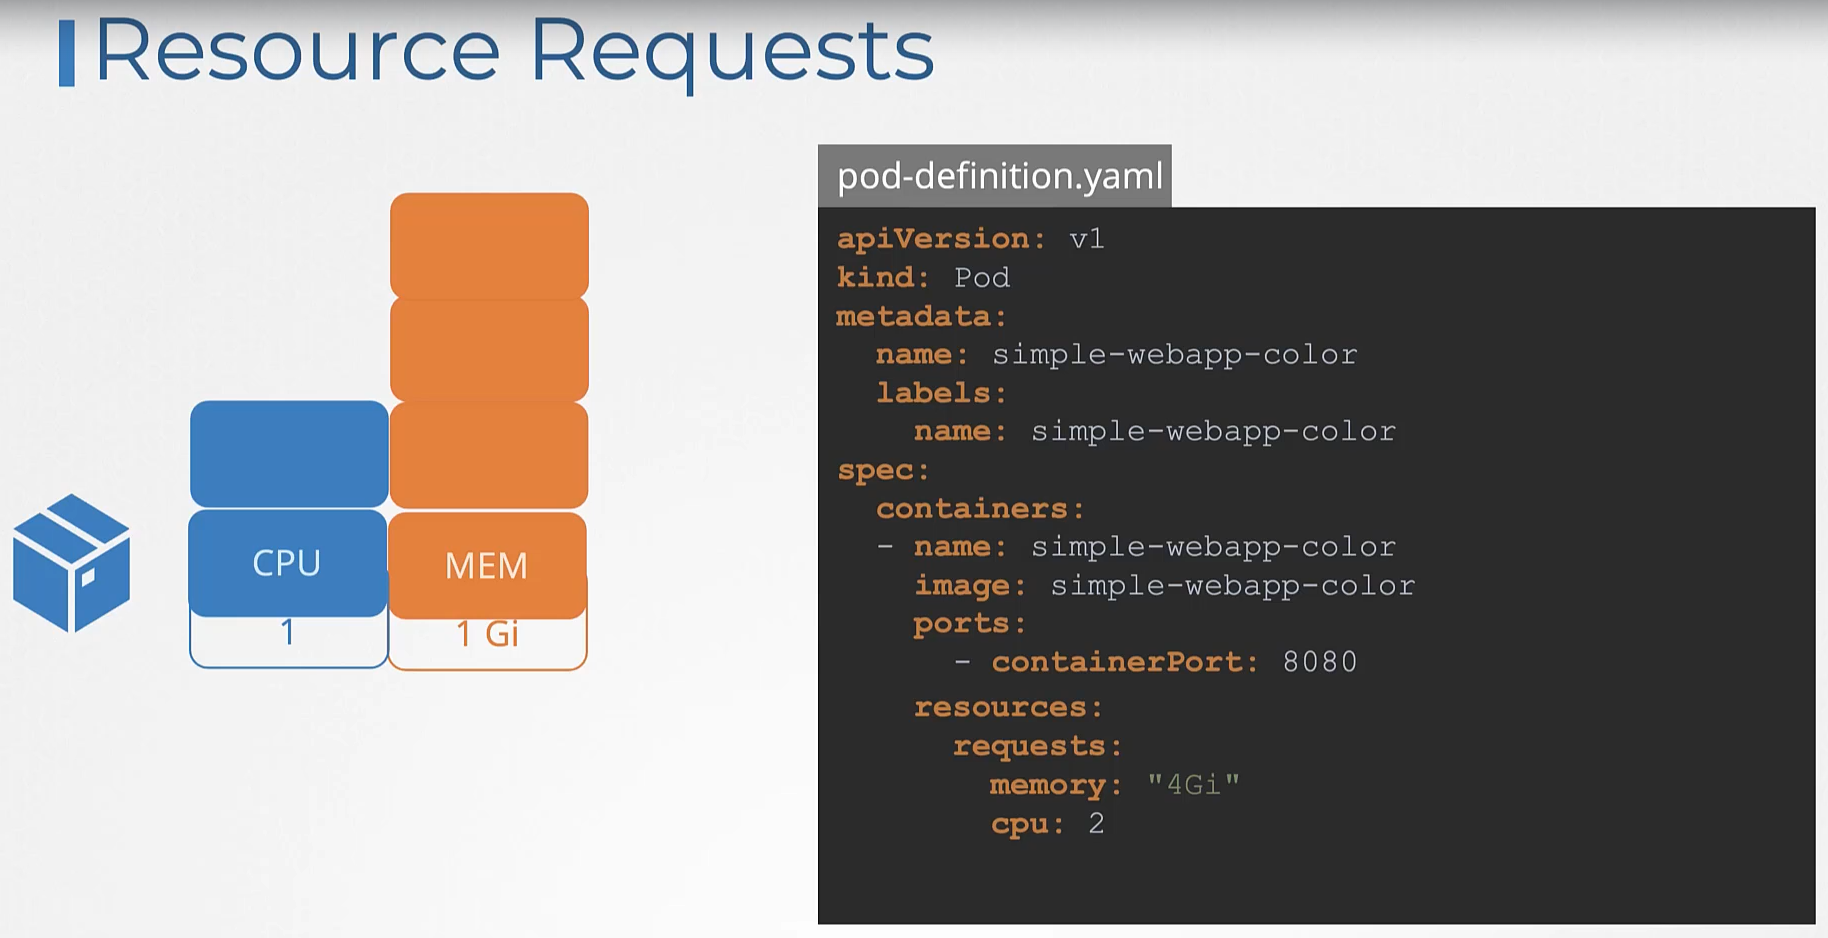 Resource Requests
CPU
MEM
1
1 Gi
pod-definition.yaml
apiVersion: v1
kind: Pod
metadata:
  name: simple-webapp-color
  labels:
    name: simple-webapp-color
spec:
  containers:
  - name: simple-webapp-color
    image: simple-webapp-color
    ports:
      - containerPort: 8080
    resources:
      requests:
        memory: "4Gi"
        cpu: 2